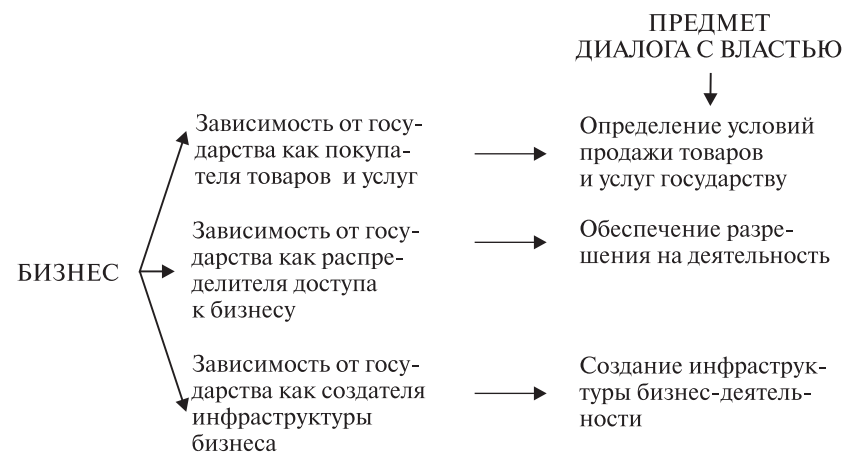 ПРЕДМЕТ
ДИАЛОГА С ВЛАСТЬЮ
Зависимость от госу-
дарства как покупа-
теля товаров и услуг
Определение условий
продажи товаров
и услуг государству
БИЗНЕС
Зависимость от госу-
дарства как распре-
делителя доступа
к бизнесу
Обеспечение разре-
шения на деятельность
Зависимость от госу-
дарства как создателя
инфраструктуры
бизнеса
Создание инфраструк-
туры бизнес-деятель-
ности